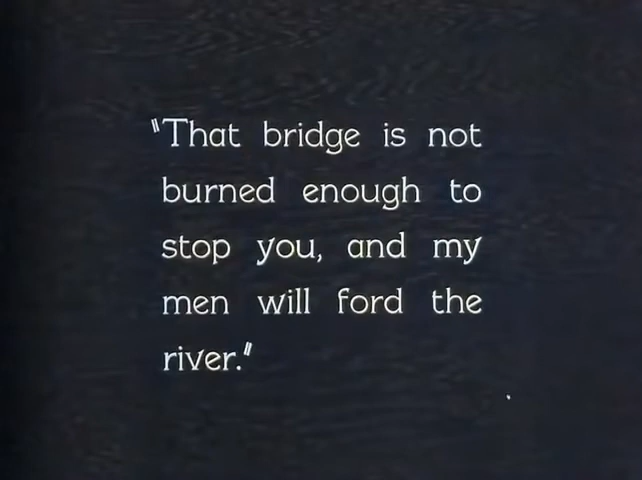 "That bridge is not
burned enough to
stop you, and my
men will ford the
river."